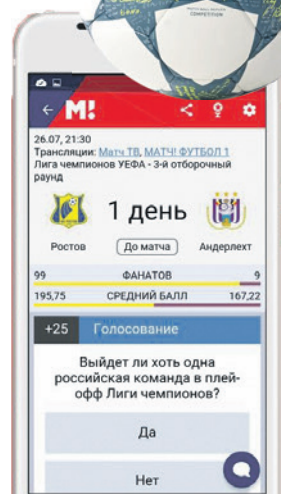 M!
26.07, 21:30
Трансляции: Матч ТВ, МАТЧ! ФУТБОЛ 1
Лига чемпионов УЕФА - 3-й отборочный
раунд
1 день
Ростов До матча Андерлехт
99 ФАНАТОВ 9
195,75 СРЕДНИЙ БАЛЛ 167,22
+25 Голосование
Выйдет ли хоть одна
российская команда в плей-
офф Лиги чемпионов?
Да
Нет